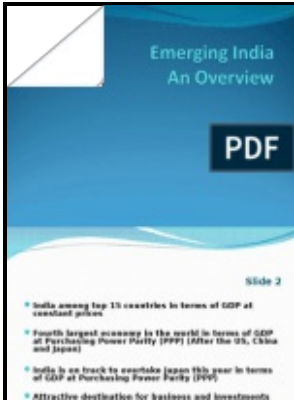 Emerging India
An Overview
PDF
Slide 2
India among top 15 countries in terms of GDP at
constant prices
Fourth largest economy in the world in terms of GDP
at Purchasing Power Parity (PPP) (After the US, China
and Japan)
India is on track to overtake Japan this year in terms
of GDP at Purchasing Power Parity (PPP)
Attractive destination for business and investments